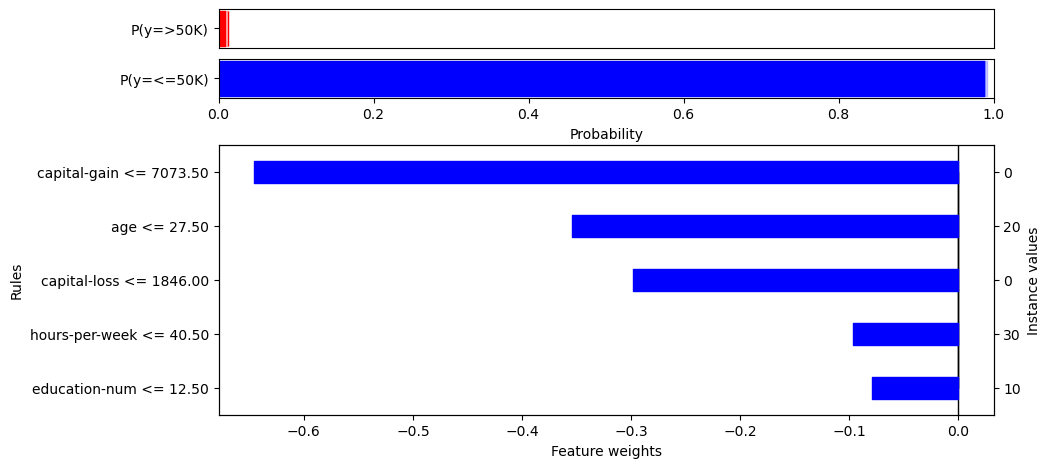 P(y=>50K)
P(y=<=50K)
0.0 0.2 0.4 0.6 0.8 1.0
Probability
capital-gain <= 7073.50 0
age <= 27.50 20
capital-loss <= 1846.00 0
hours-per-week <= 40.50 30
education-num <= 12.50 10
Rules
Instance values
−0.6 −0.5 −0.4 −0.3 −0.2 −0.1 0.0
Feature weights